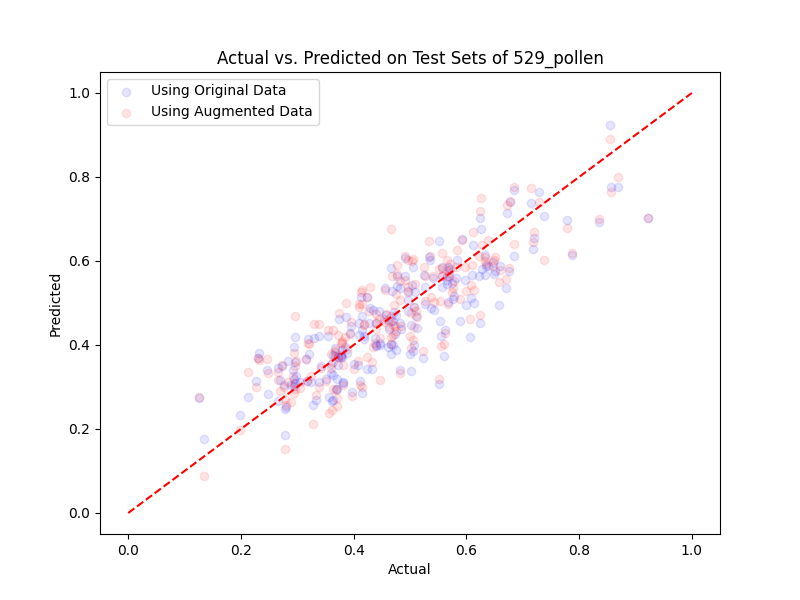 Actual vs. Predicted on Test Sets of 529_pollen
Using Original Data
Using Augmented Data
1.0
0.8
0.6
0.4
0.2
0.0
Predicted
0.0 0.2 0.4 0.6 0.8 1.0
Actual